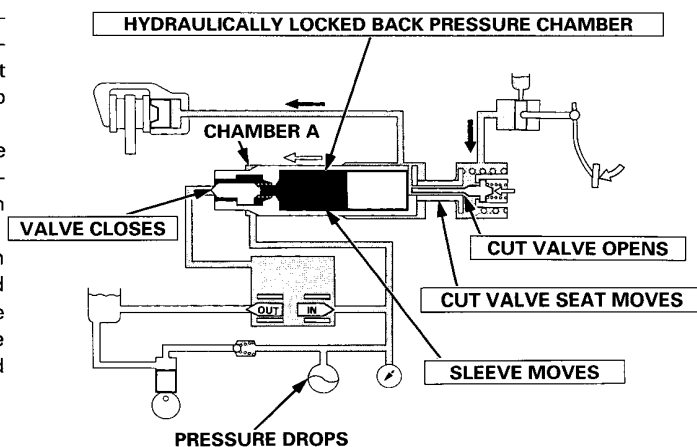 HYDRAULICALLY LOCKED BACK PRESSURE CHAMBER
CHAMBER A
VALVE CLOSES
CUT VALVE OPENS
CUT VALVE SEAT MOVES
OUT
IN
SLEEVE MOVES
PRESSURE DROPS